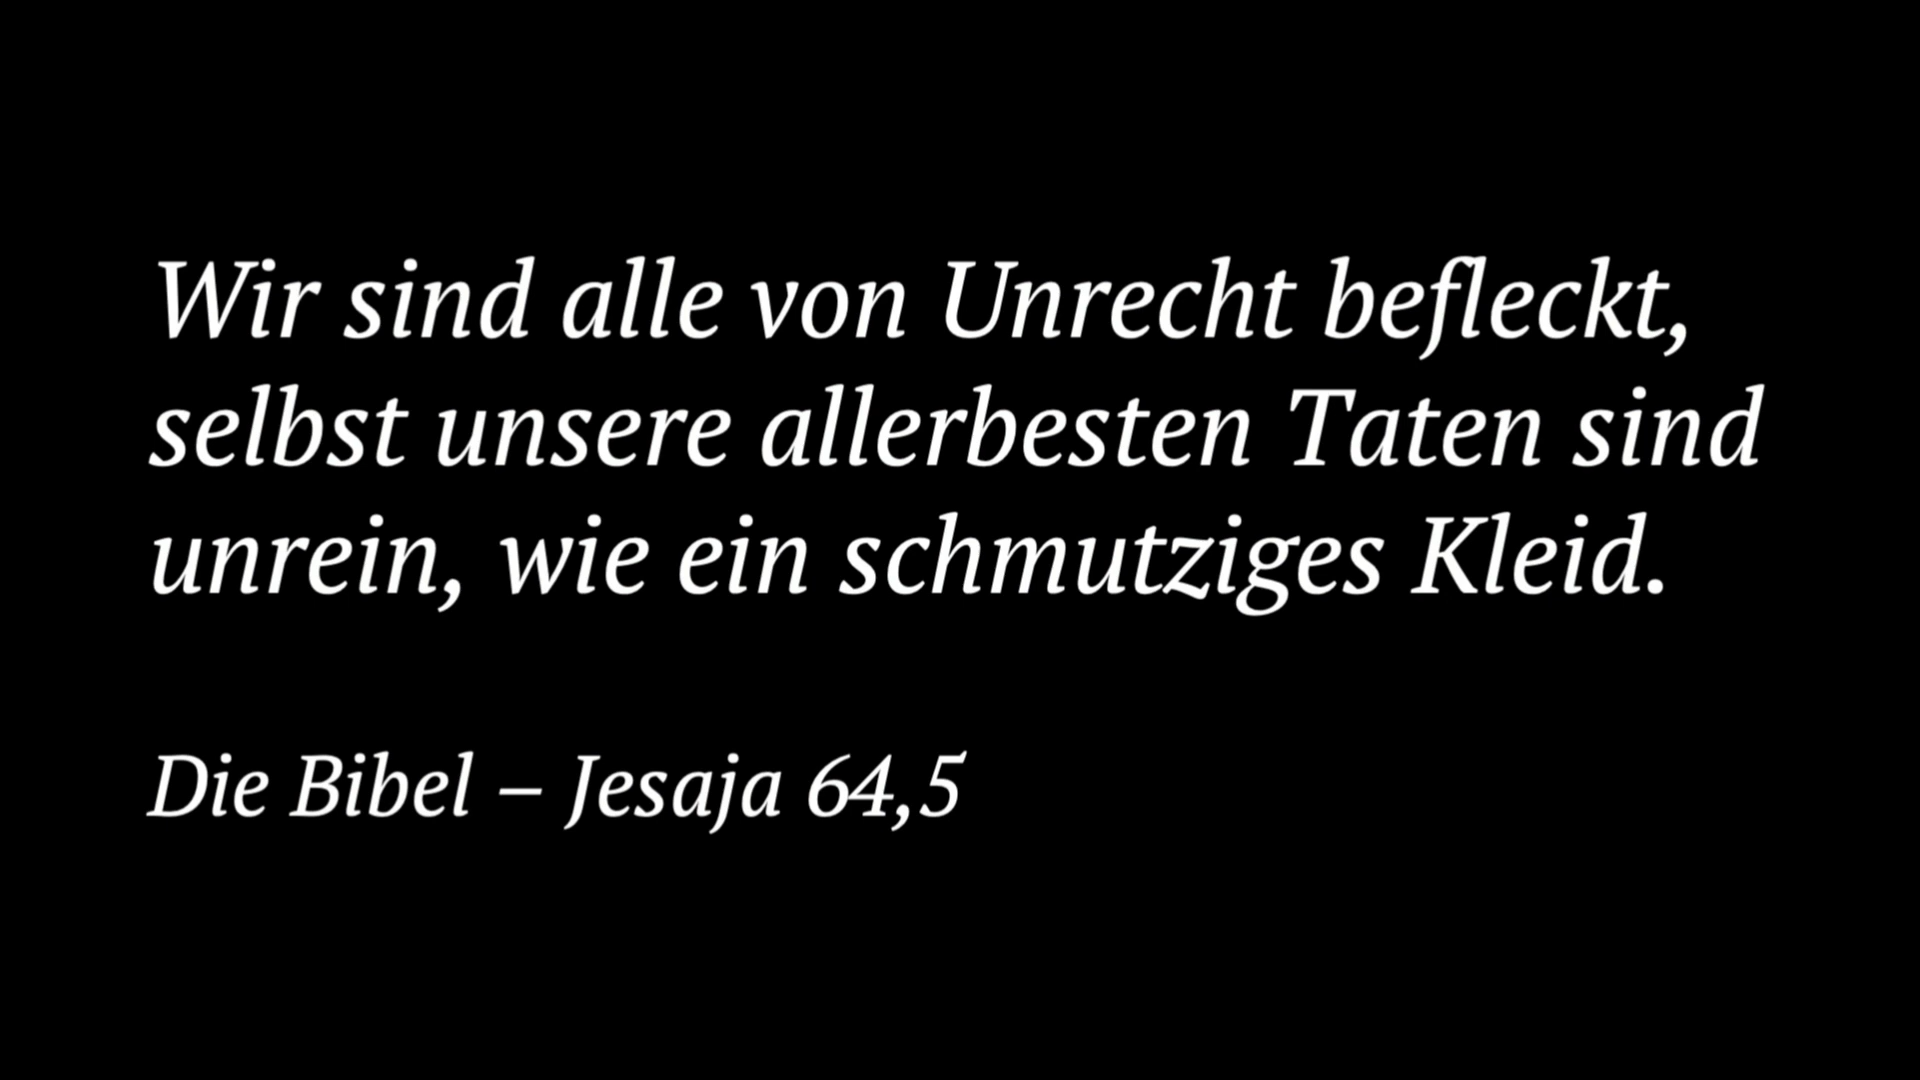 Wir sind alle von Unrecht befleckt,
selbst unsere allerbesten Taten sind
unrein, wie ein schmutziges Kleid.
Die Bibel – Jesaja 64,5